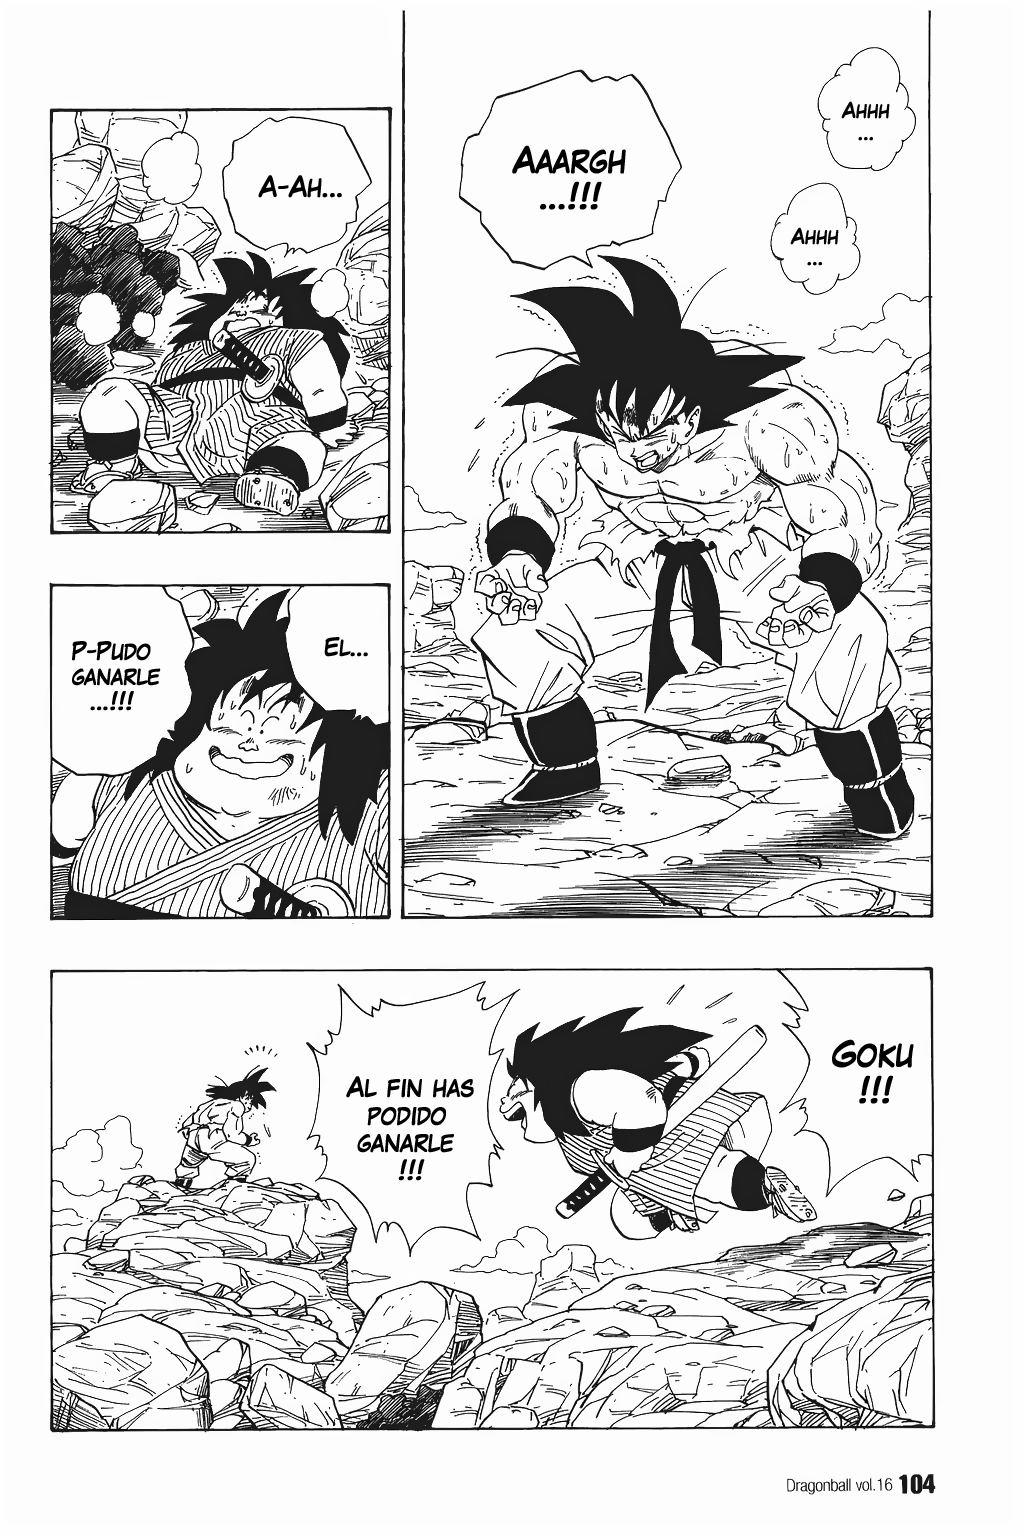 Ahhh
...
Aaargh
...!!!
Ahhh
...
A-Ah...
El...
P-Pudo
ganarle
...!!!
Goku
!!!
Al fin has
podido
ganarle
!!!
Dragonball vol.16 104